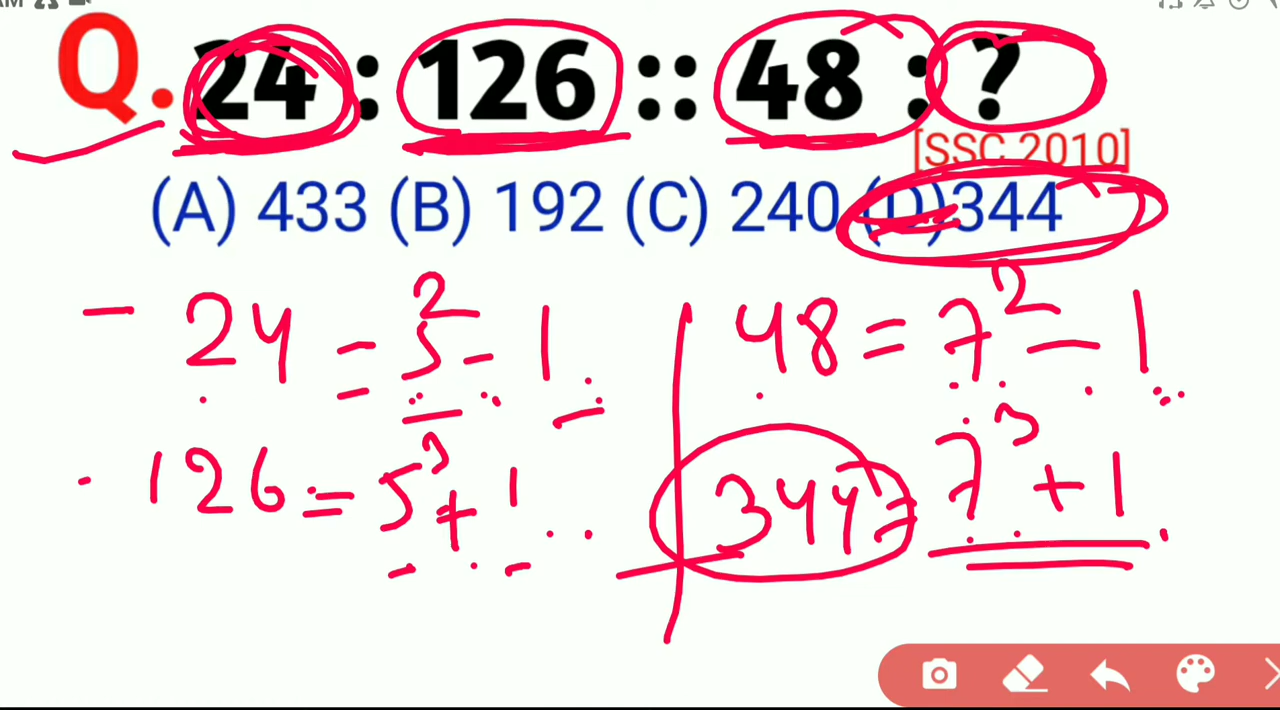 AM
Q. 24 : 126 :: 48 : ?
[SSC 2010]
(A) 433 (B) 192 (C) 240 (D) 344
- 24 = 5² - 1
48 = 7² - 1
126 = 5³ + 1
344 = 7³ + 1